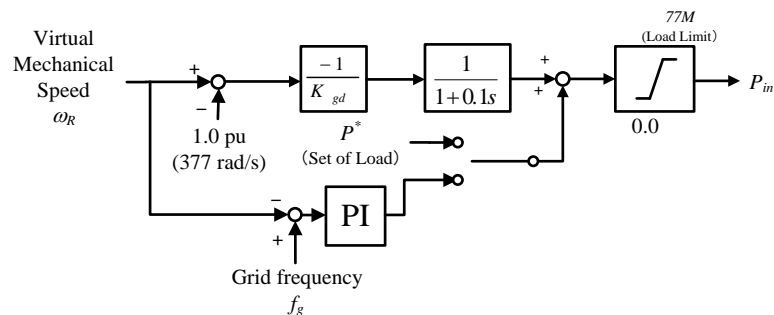 Virtual
Mechanical
Speed
ωR
+
−
1.0 pu
(377 rad/s)
−1
K gd
1
1+0.1s
+
+
77M
(Load Limit)
0.0
Pin
P*
(Set of Load)
−
+
PI
Grid frequency
fg